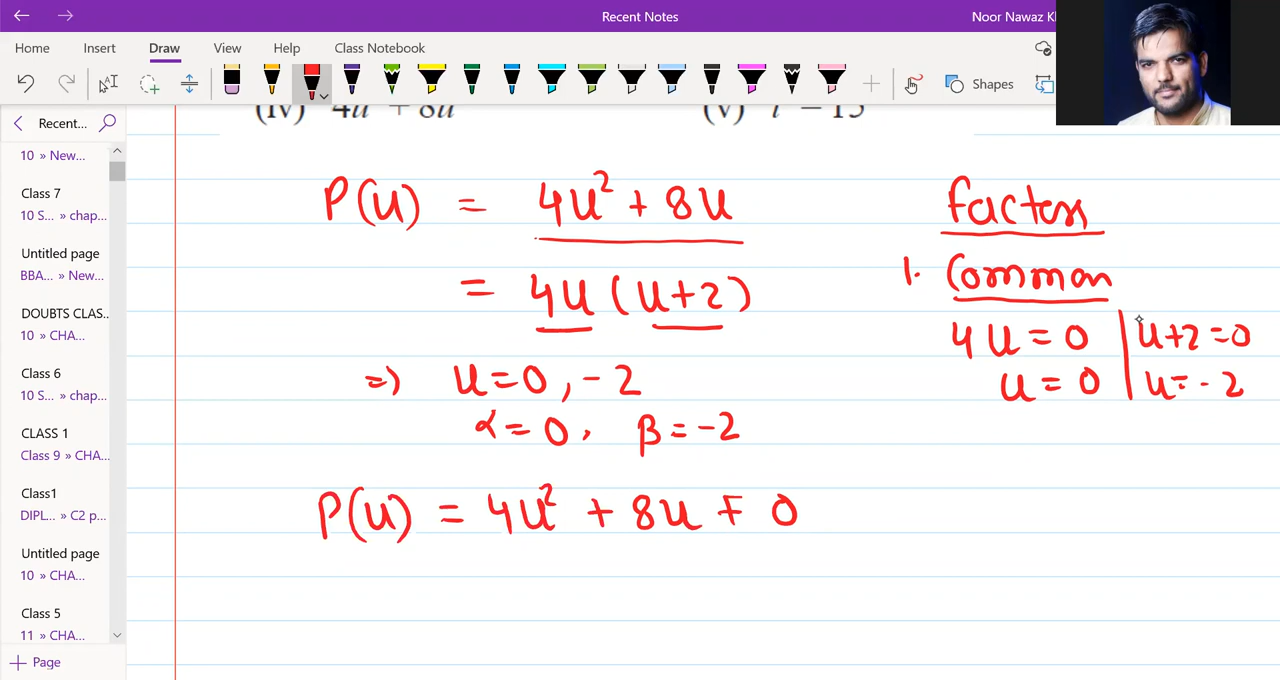 Recent Notes
Noor Nawaz Kh
Home Insert Draw View Help Class Notebook
Shapes
Recent...
10 » New...
Class 7
10 S... » chap...
Untitled page
BBA... » New...
DOUBTS CLAS...
10 » CHA...
Class 6
10 S... » chap...
CLASS 1
Class 9 » CHA...
Class1
DIPL... » C2 p...
Untitled page
10 » CHA...
Class 5
11 » CHA...
Page
(iv) 4u + 8u (v) t – 15
P(u) = 4u² + 8u
= 4u (u+2)
=) u=0, -2
α = 0, β = -2
P(u) = 4u² + 8u + 0
Factors
1. Common
4u = 0 | u+2 = 0
u = 0 | u = -2